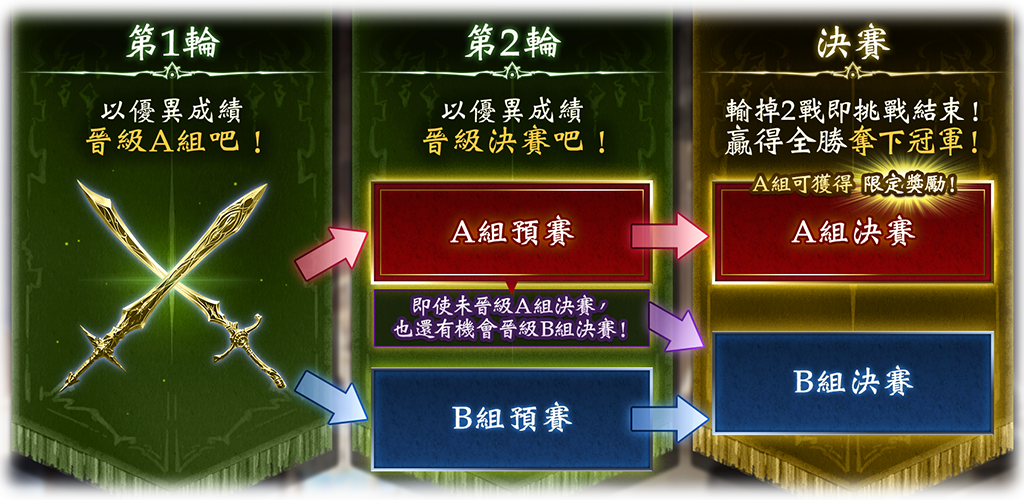 第1輪
以優異成績
晉級A組吧！
第2輪
以優異成績
晉級決賽吧！
A組預賽
即使未晉級A組決賽，
也還有機會晉級B組決賽！
B組預賽
決賽
輸掉2戰即挑戰結束！
贏得全勝奪下冠軍！
A組可獲得 限定獎勵！
A組決賽
B組決賽